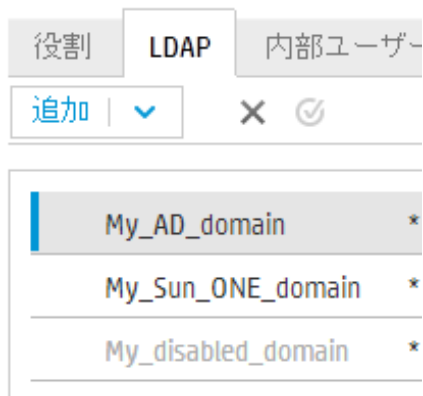 役割 LDAP 内部ユーザー
追加
My_AD_domain *
My_Sun_ONE_domain *
My_disabled_domain *